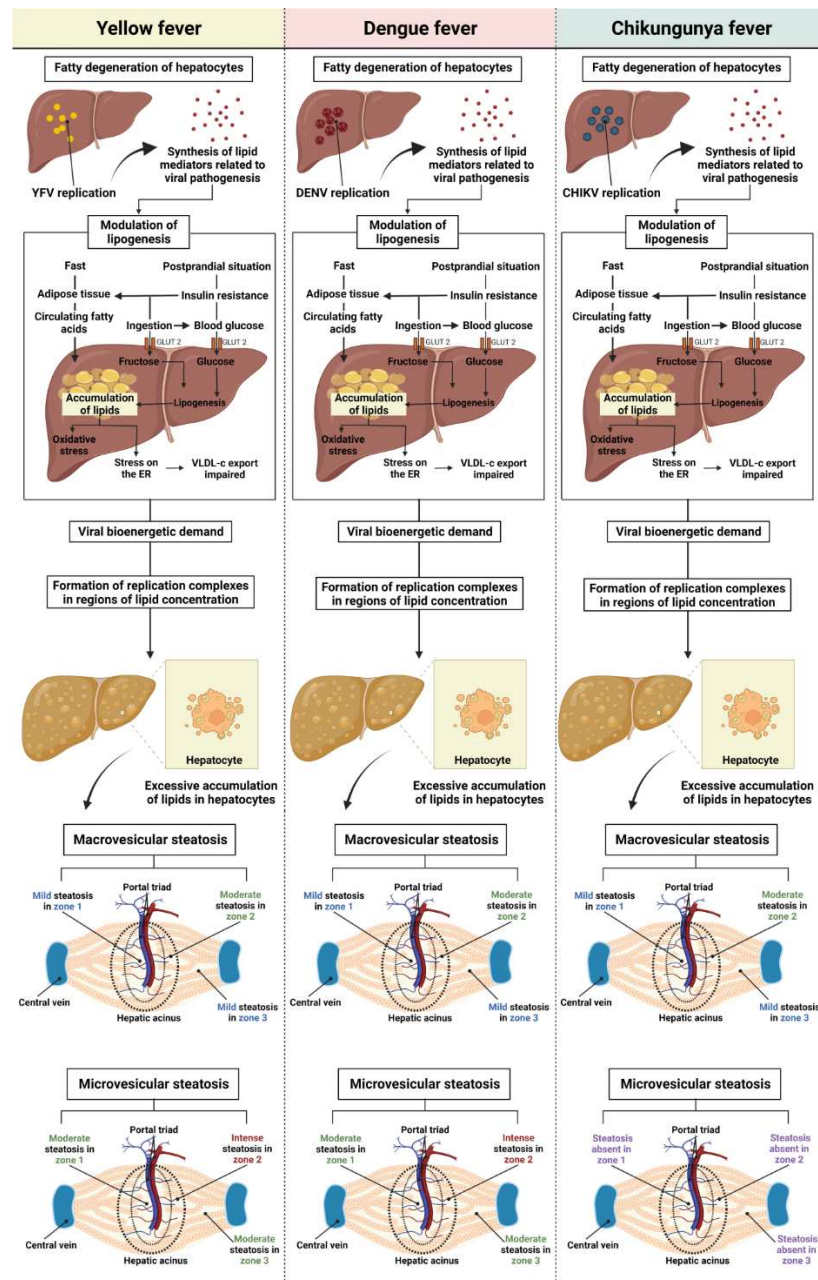 Yellow fever
Fatty degeneration of hepatocytes
YFV replication
Synthesis of lipid
mediators related to
viral pathogenesis
Modulation of
lipogenesis
Fast
Postprandial situation
Adipose tissue
Insulin resistance
Circulating fatty
acids
Ingestion
Blood glucose
GLUT 2
GLUT 2
Fructose
Glucose
Accumulation
of lipids
Lipogenesis
Oxidative
stress
Stress on
the ER
VLDL-c export
impaired
Viral bioenergetic demand
Formation of replication complexes
in regions of lipid concentration
Hepatocyte
Excessive accumulation
of lipids in hepatocytes
Macrovesicular steatosis
Portal triad
Mild steatosis
in zone 1
Moderate
steatosis in
zone 2
Central vein
Mild steatosis
in zone 3
Hepatic acinus
Microvesicular steatosis
Portal triad
Moderate
steatosis in
zone 1
Intense
steatosis in
zone 2
Central vein
Moderate
steatosis in
zone 3
Hepatic acinus
Dengue fever
Fatty degeneration of hepatocytes
DENV replication
Synthesis of lipid
mediators related to
viral pathogenesis
Modulation of
lipogenesis
Fast
Postprandial situation
Adipose tissue
Insulin resistance
Circulating fatty
acids
Ingestion
Blood glucose
GLUT 2
GLUT 2
Fructose
Glucose
Accumulation
of lipids
Lipogenesis
Oxidative
stress
Stress on
the ER
VLDL-c export
impaired
Viral bioenergetic demand
Formation of replication complexes
in regions of lipid concentration
Hepatocyte
Excessive accumulation
of lipids in hepatocytes
Macrovesicular steatosis
Portal triad
Mild steatosis
in zone 1
Moderate
steatosis in
zone 2
Central vein
Mild steatosis
in zone 3
Hepatic acinus
Microvesicular steatosis
Portal triad
Moderate
steatosis in
zone 1
Intense
steatosis in
zone 2
Central vein
Moderate
steatosis in
zone 3
Hepatic acinus
Chikungunya fever
Fatty degeneration of hepatocytes
CHIKV replication
Synthesis of lipid
mediators related to
viral pathogenesis
Modulation of
lipogenesis
Fast
Postprandial situation
Adipose tissue
Insulin resistance
Circulating fatty
acids
Ingestion
Blood glucose
GLUT 2
GLUT 2
Fructose
Glucose
Accumulation
of lipids
Lipogenesis
Oxidative
stress
Stress on
the ER
VLDL-c export
impaired
Viral bioenergetic demand
Formation of replication complexes
in regions of lipid concentration
Hepatocyte
Excessive accumulation
of lipids in hepatocytes
Macrovesicular steatosis
Portal triad
Mild steatosis
in zone 1
Moderate
steatosis in
zone 2
Central vein
Mild steatosis
in zone 3
Hepatic acinus
Microvesicular steatosis
Portal triad
Steatosis
absent in
zone 1
Steatosis
absent in
zone 2
Central vein
Steatosis
absent in
zone 3
Hepatic acinus